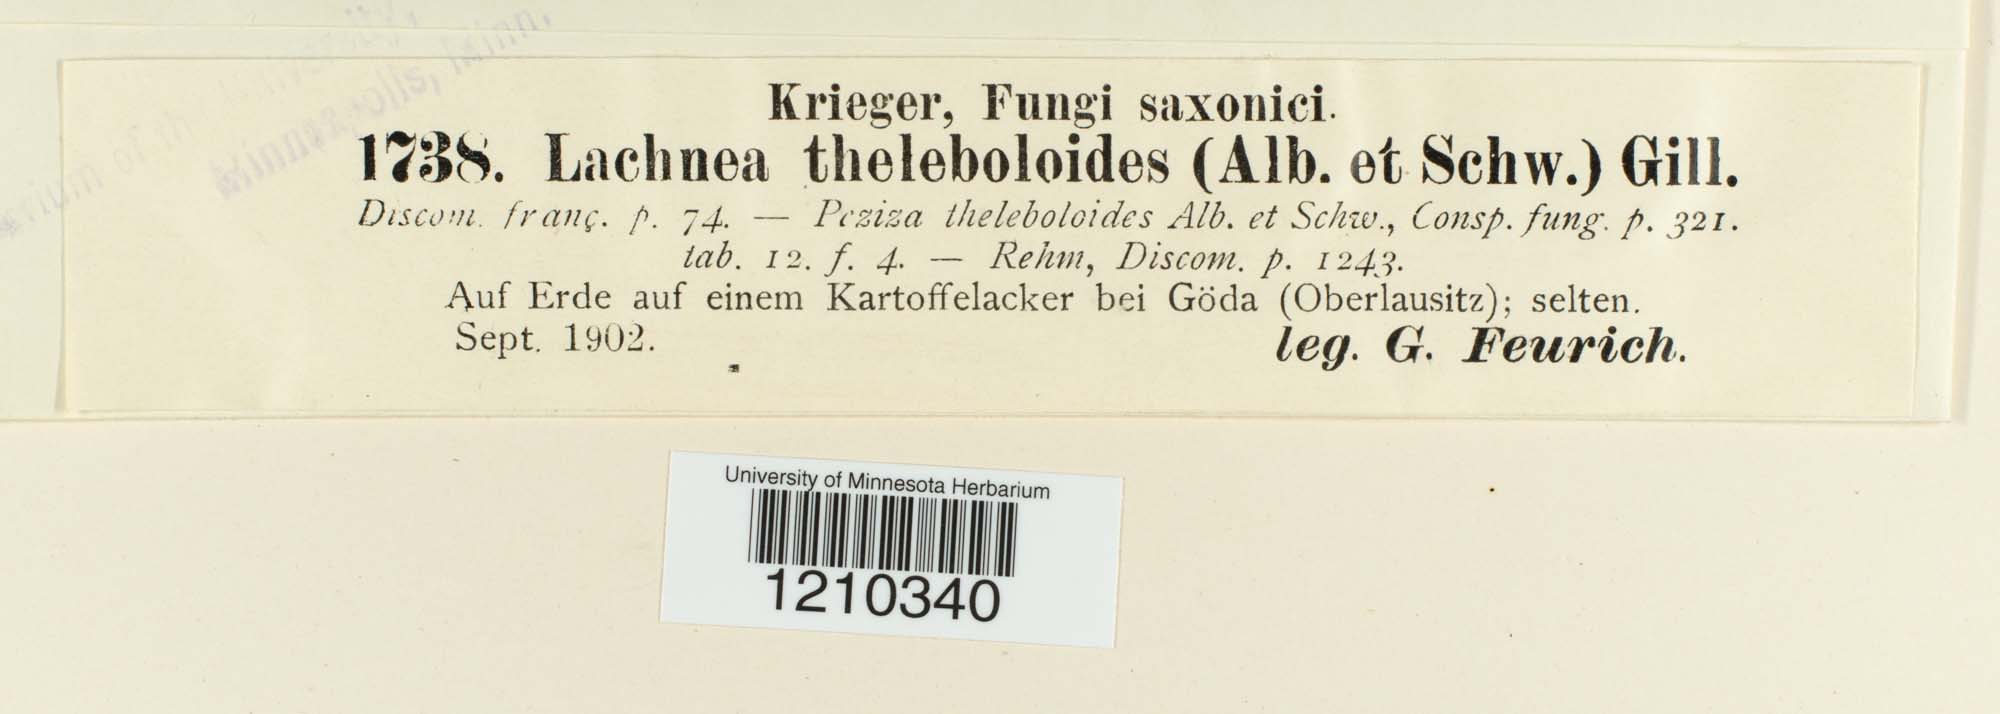 Krieger, Fungi saxonici.
1738. Lachnea theleboloides (Alb. et Schw.) Gill.
Discom. franç. p. 74. — Peziza theleboloides Alb. et Schw., Consp. fung. p. 321.
tab. 12. f. 4. — Rehm, Discom. p. 1243.
Auf Erde auf einem Kartoffelacker bei Göda (Oberlausitz); selten.
Sept. 1902. leg. G. Feurich.
University of Minnesota Herbarium
1210340
Minneapolis, Minn.